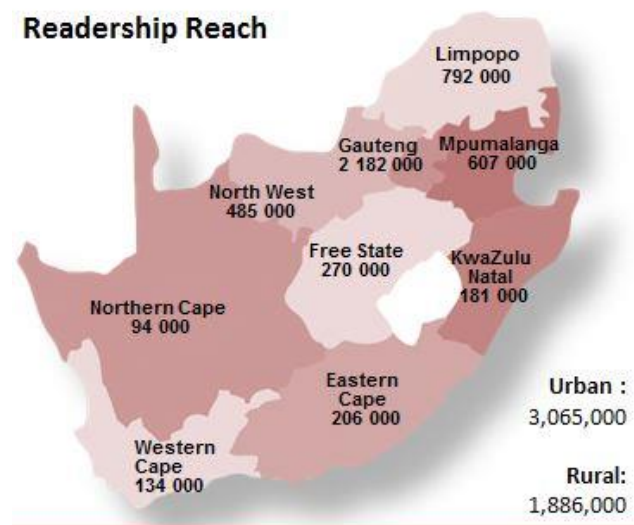 Readership Reach
Limpopo
792 000
Gauteng
2 182 000
Mpumalanga
607 000
North West
485 000
Free State
270 000
KwaZulu
Natal
181 000
Northern Cape
94 000
Eastern
Cape
206 000
Western
Cape
134 000
Urban :
3,065,000
Rural:
1,886,000